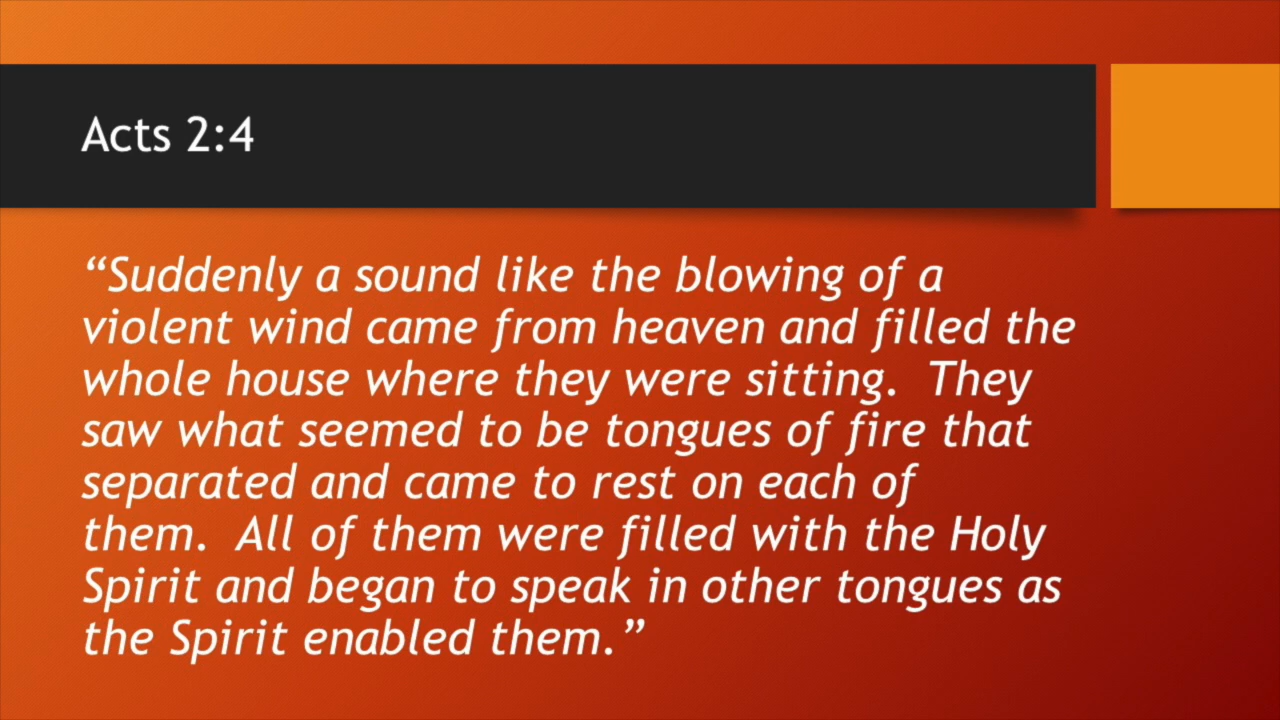 Acts 2:4
“Suddenly a sound like the blowing of a
violent wind came from heaven and filled the
whole house where they were sitting.  They
saw what seemed to be tongues of fire that
separated and came to rest on each of
them.  All of them were filled with the Holy
Spirit and began to speak in other tongues as
the Spirit enabled them.”